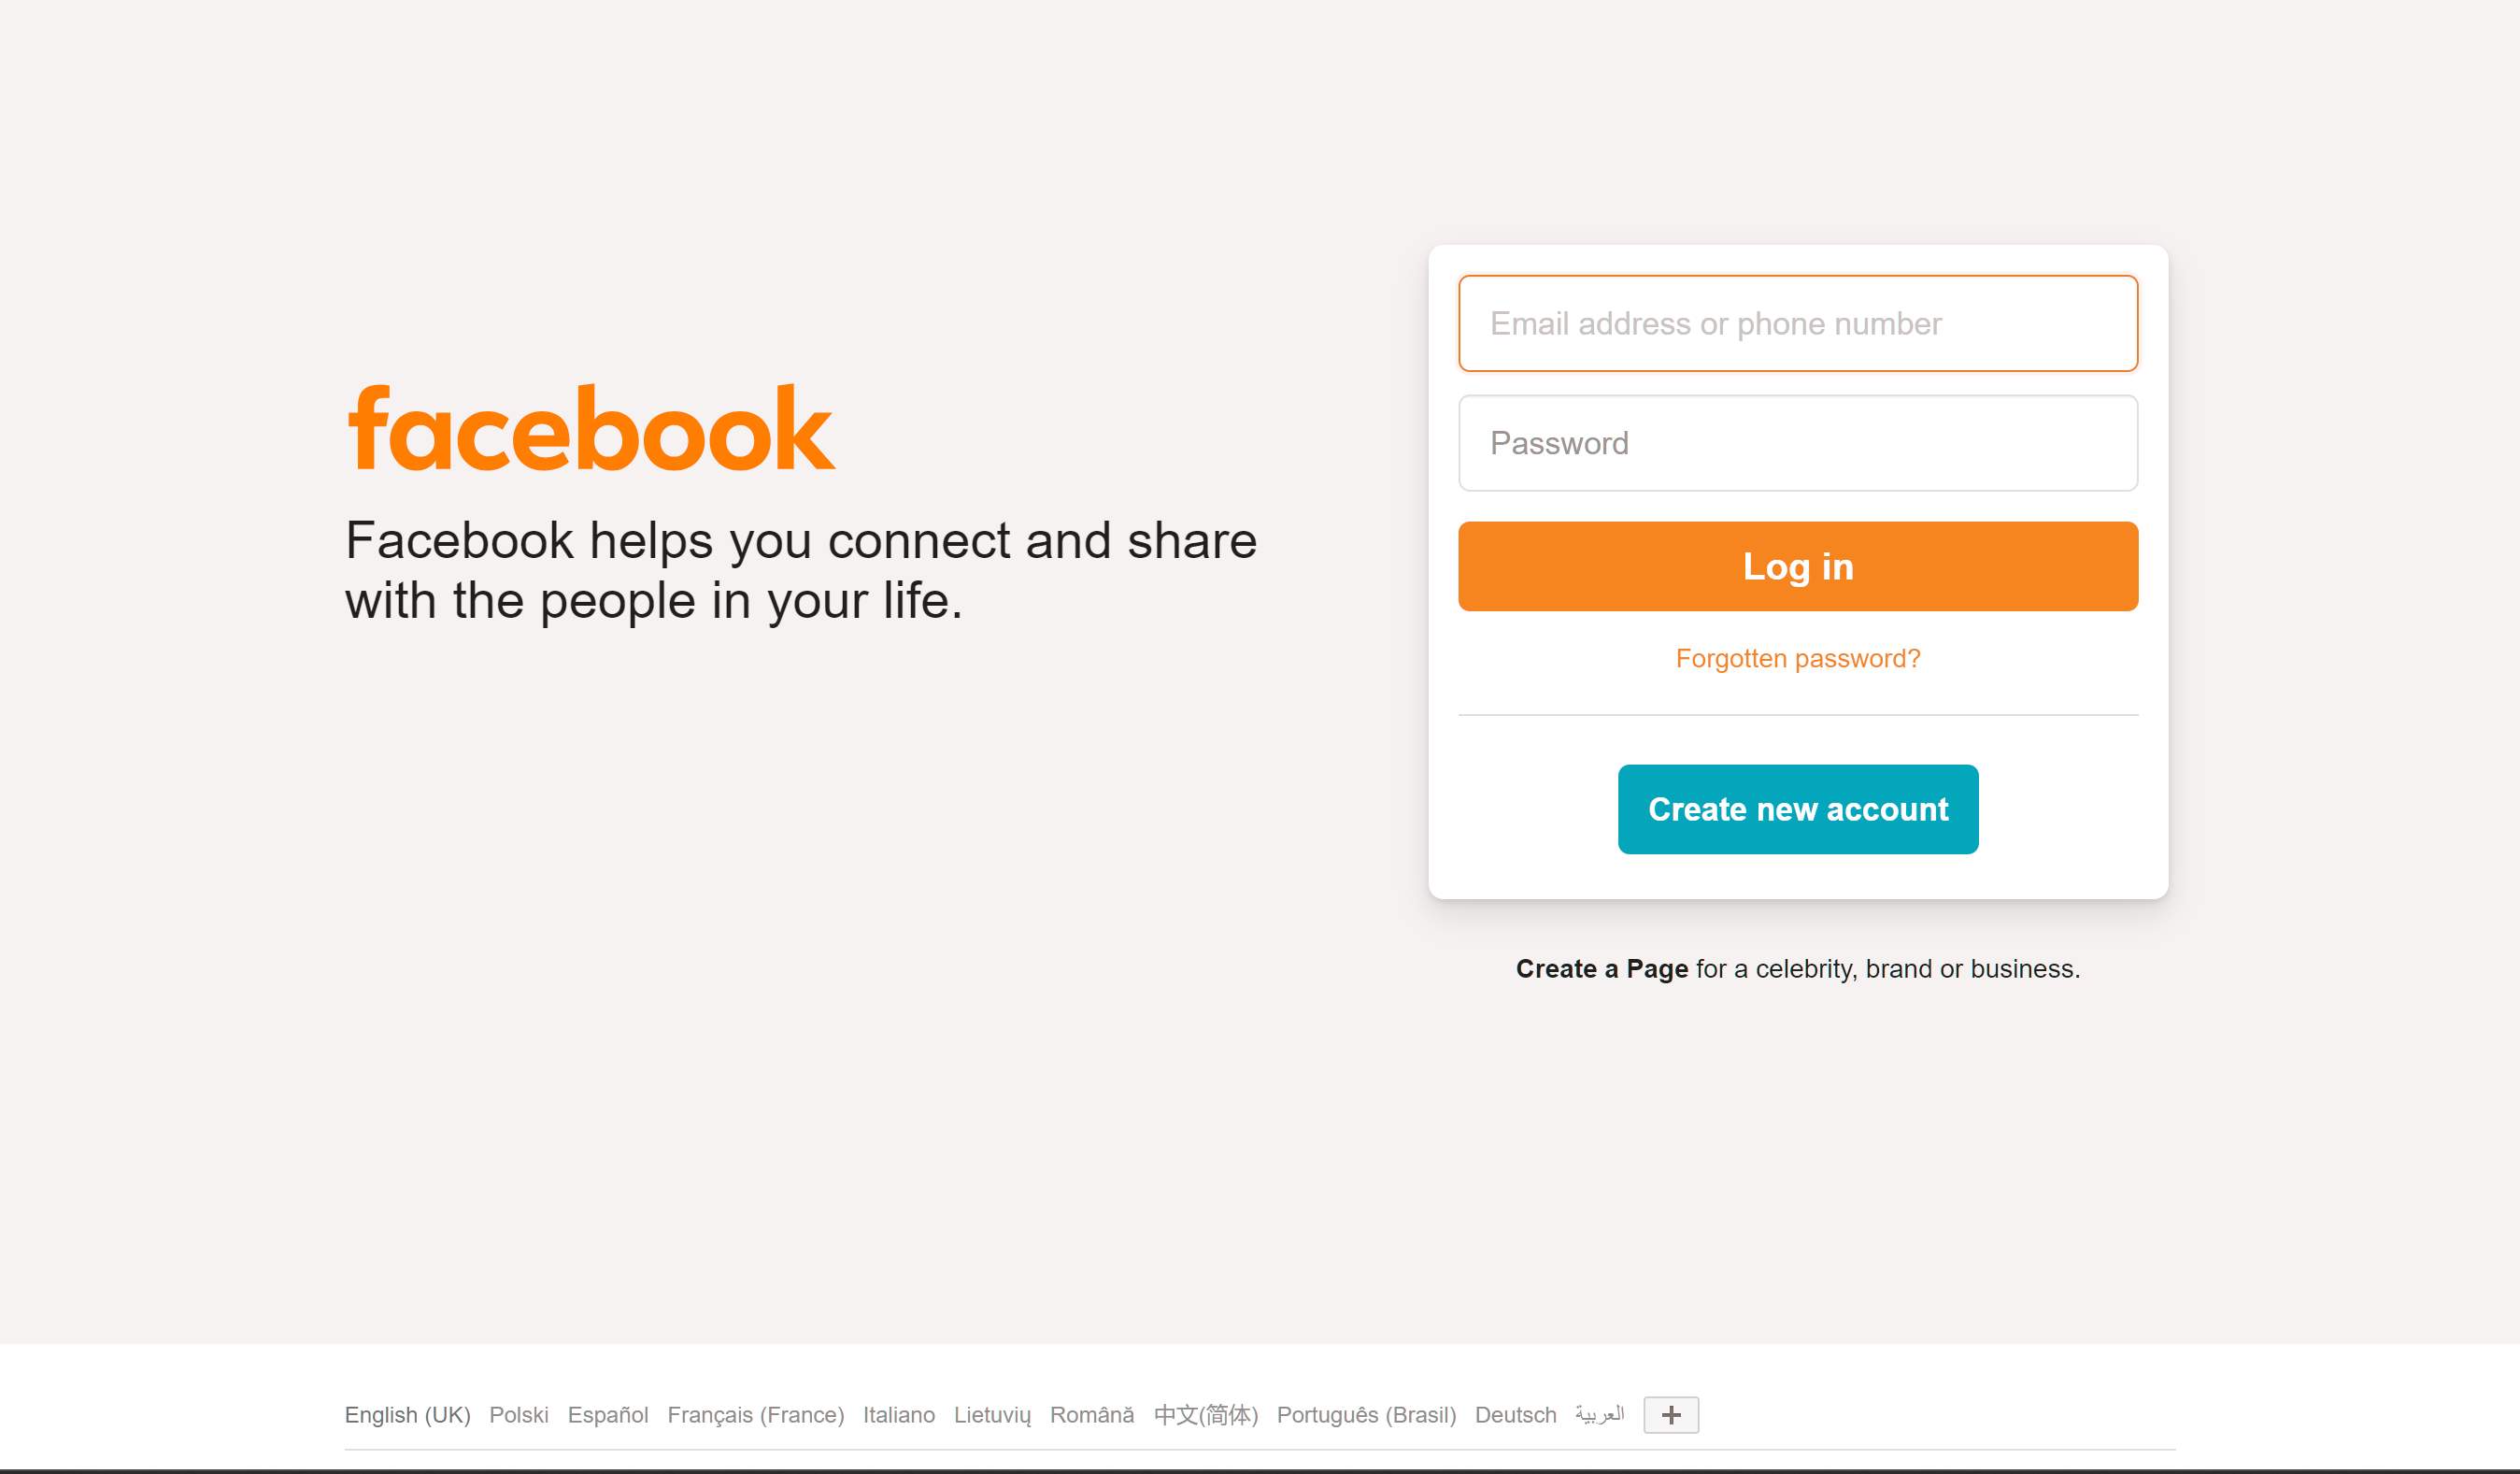 facebook
Facebook helps you connect and share
with the people in your life.
Email address or phone number
Password
Log in
Forgotten password?
Create new account
Create a Page for a celebrity, brand or business.
English (UK) Polski Español Français (France) Italiano Lietuvių Română 中文(简体) Português (Brasil) Deutsch العربية +